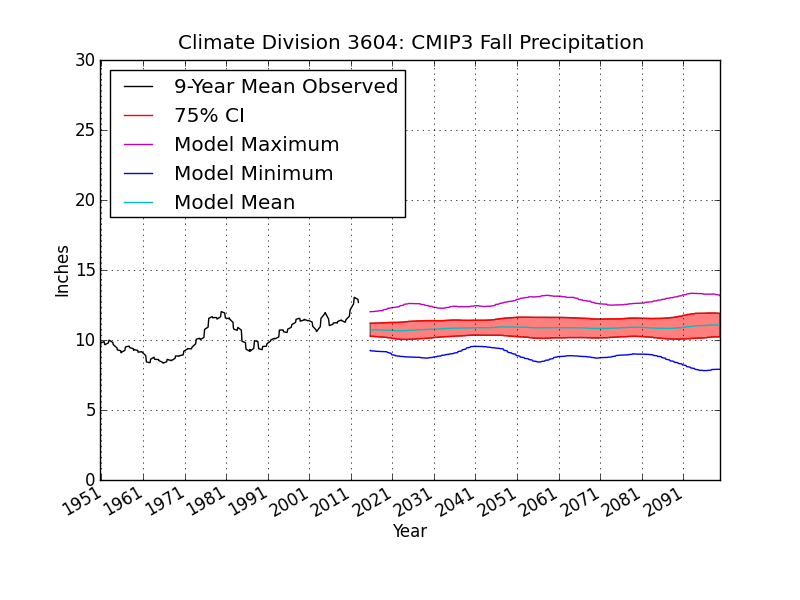 Climate Division 3604: CMIP3 Fall Precipitation
30
25
20
15
10
5
0
Inches
9-Year Mean Observed
75% CI
Model Maximum
Model Minimum
Model Mean
1951
1961
1971
1981
1991
2001
2011
2021
2031
2041
2051
2061
2071
2081
2091
Year